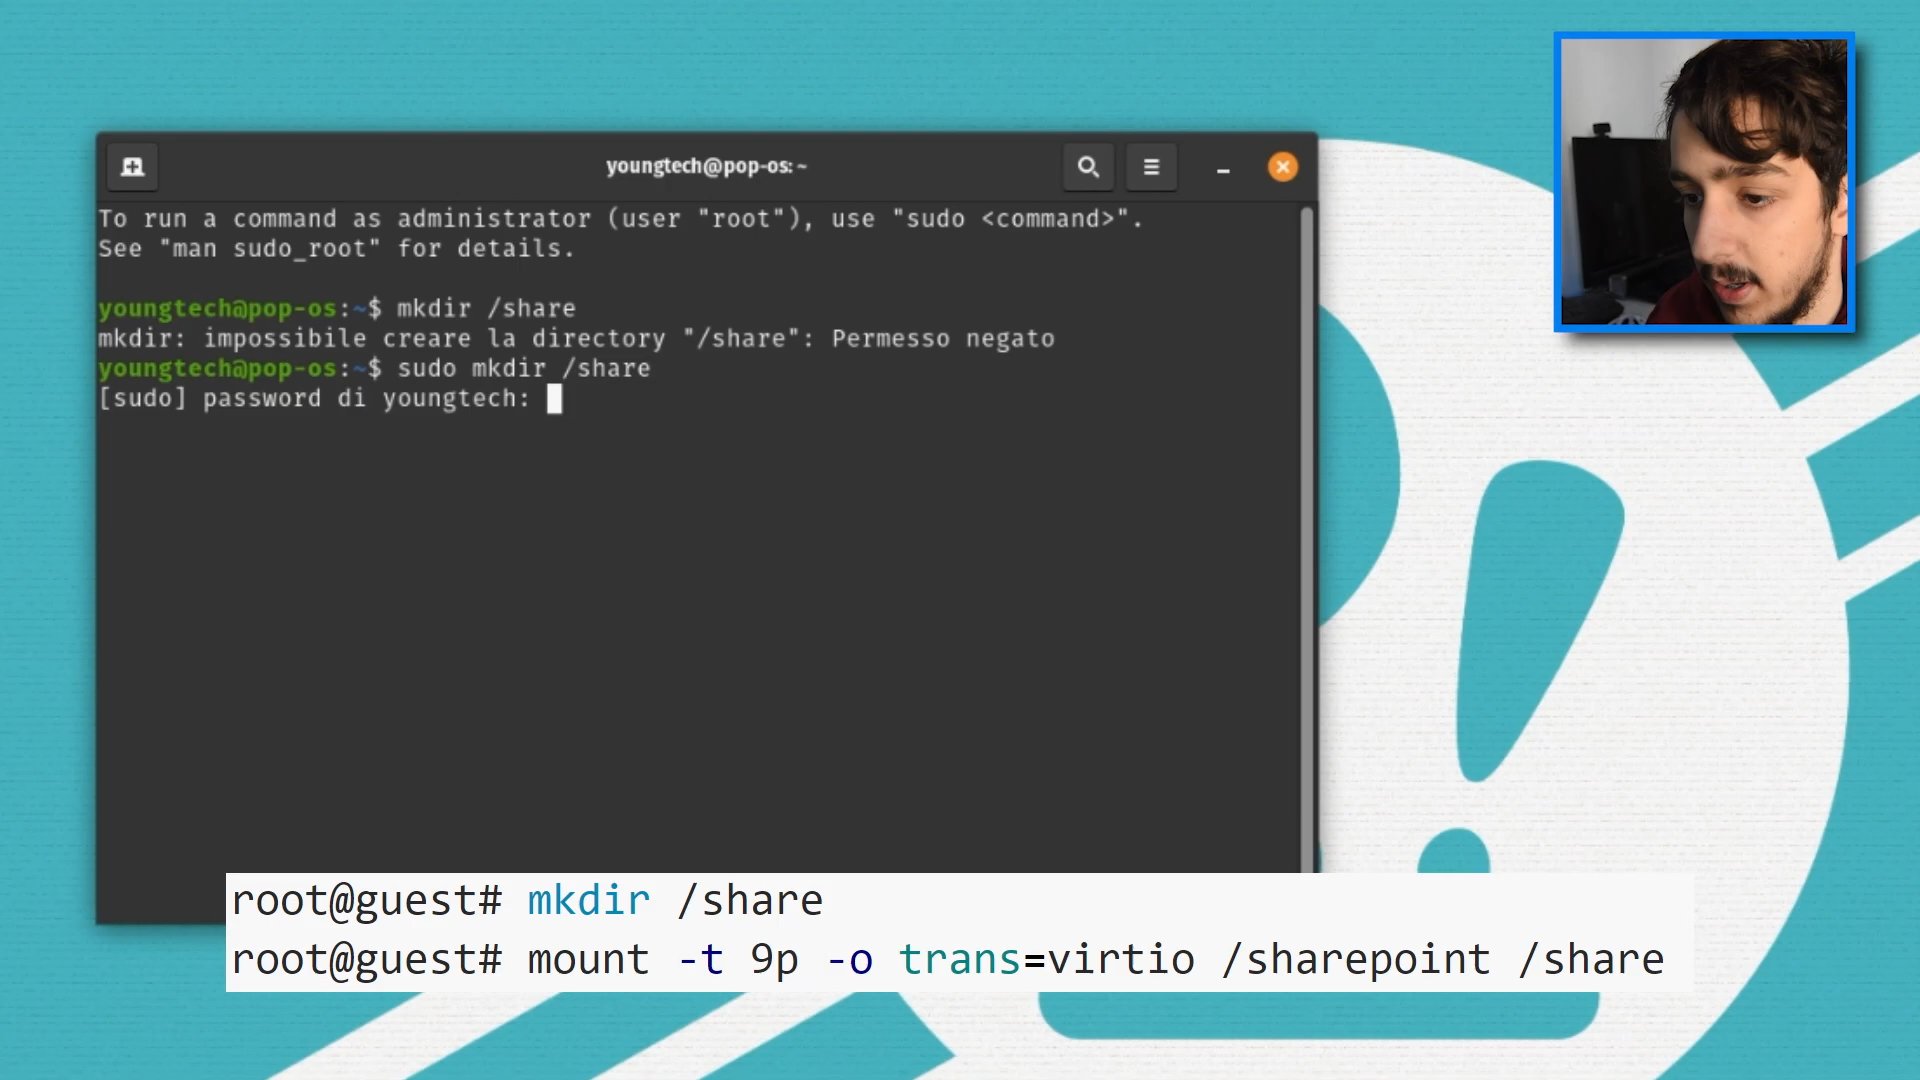 youngtech@pop-os: ~
To run a command as administrator (user "root"), use "sudo <command>".
See "man sudo_root" for details.
youngtech@pop-os:~$ mkdir /share
mkdir: impossibile creare la directory "/share": Permesso negato
youngtech@pop-os:~$ sudo mkdir /share
[sudo] password di youngtech:
root@guest# mkdir /share
root@guest# mount -t 9p -o trans=virtio /sharepoint /share